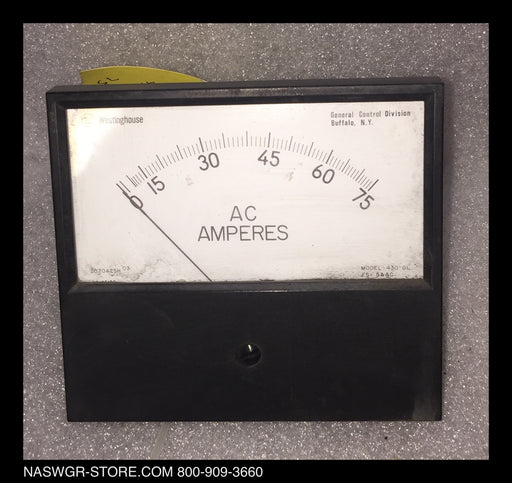 Westinghouse
General Control Division
Buffalo, N.Y.
0 15 30 45 60 75
AC
AMPERES
MODEL 430
NASWGR-STORE.COM 800-909-3660